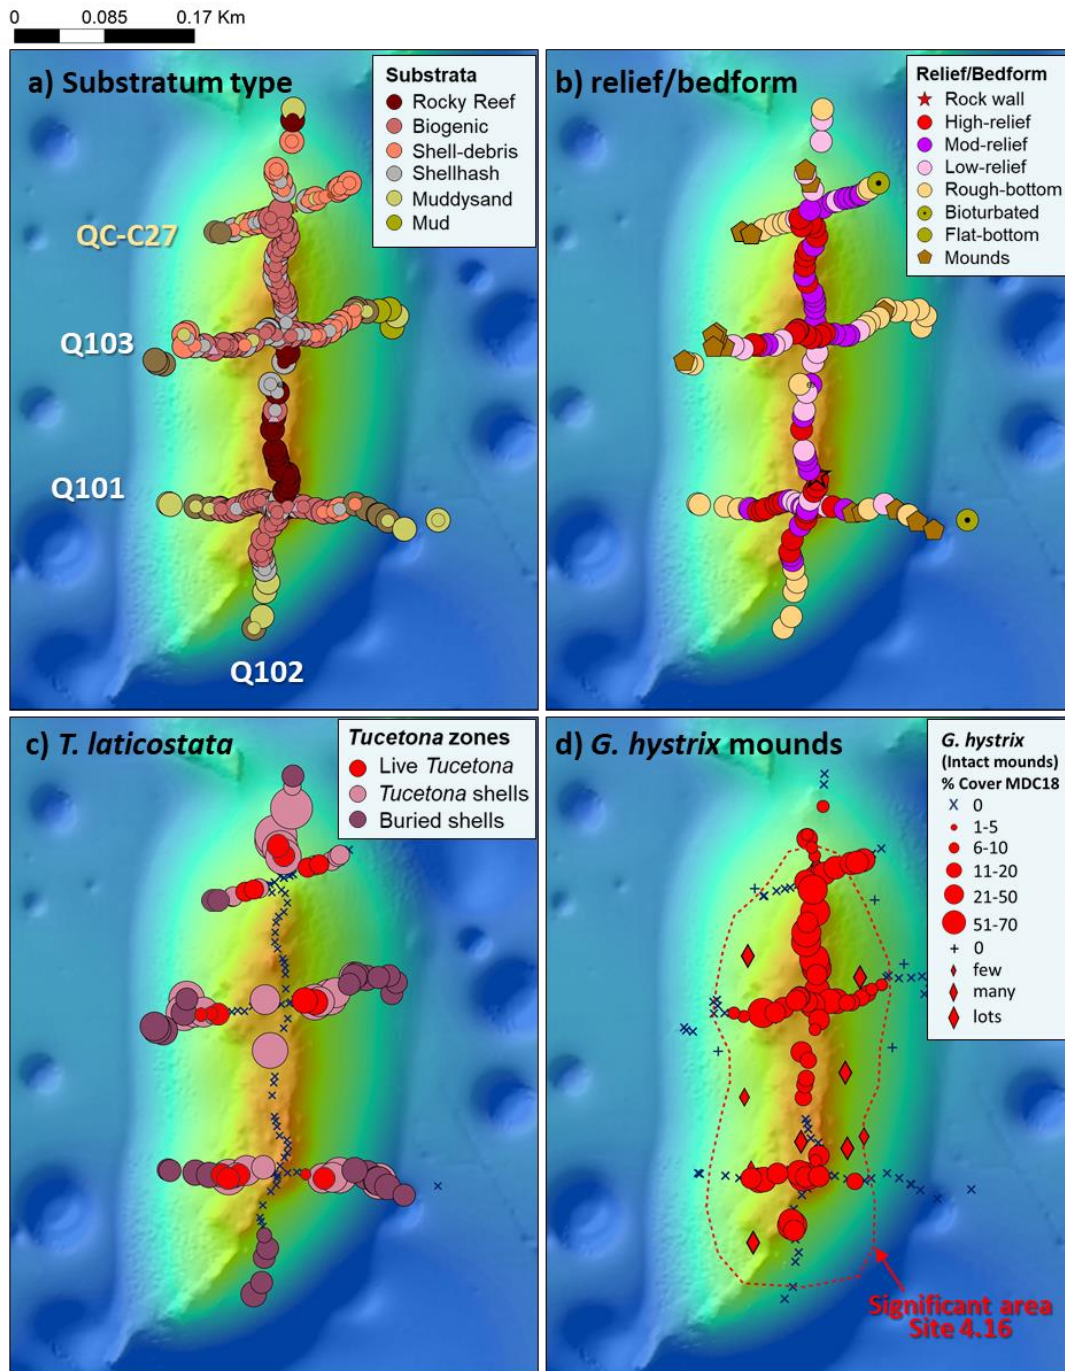 0 0.085 0.17 Km
a) Substratum type
Substrata
Rocky Reef
Biogenic
Shell-debris
Shellhash
Muddysand
Mud
QC-C27
Q103
Q101
Q102
b) relief/bedform
Relief/Bedform
Rock wall
High-relief
Mod-relief
Low-relief
Rough-bottom
Bioturbated
Flat-bottom
Mounds
c) T. laticostata
Tucetona zones
Live Tucetona
Tucetona shells
Buried shells
d) G. hystrix mounds
G. hystrix
(Intact mounds)
% Cover MDC18
0
1-5
6-10
11-20
21-50
51-70
0
few
many
lots
Significant area
Site 4.16